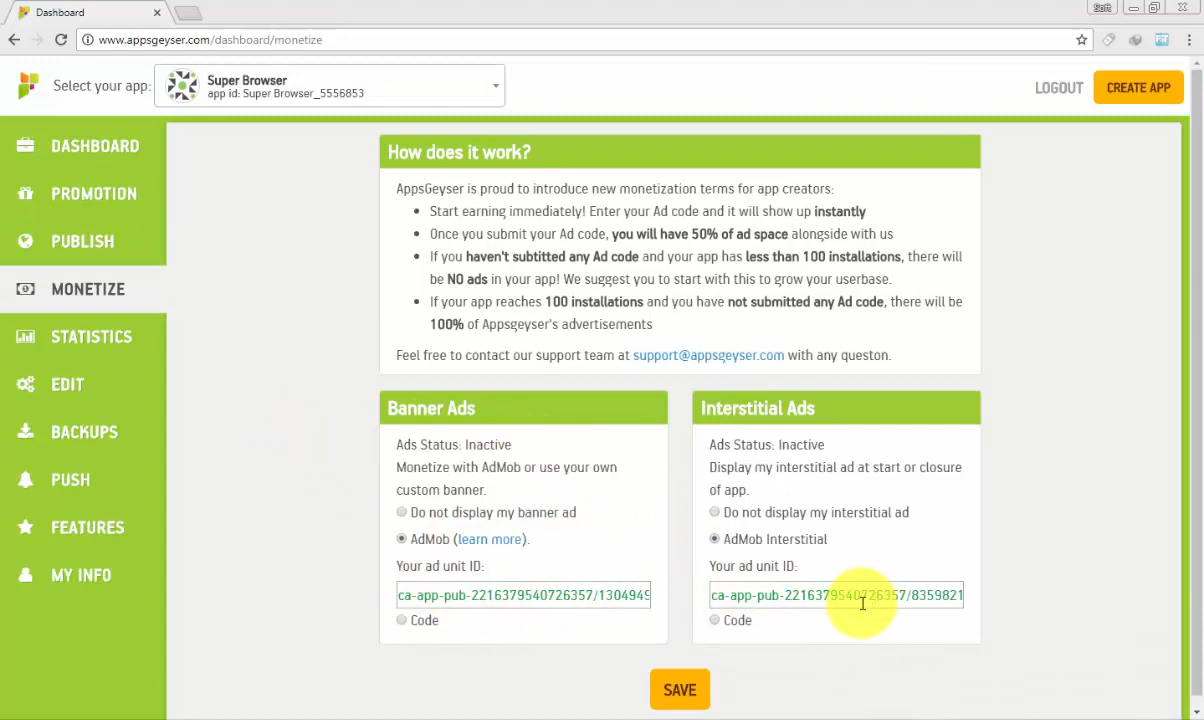 Dashboard
Soft
www.appsgeyser.com/dashboard/monetize
Select your app:
Super Browser
app id: Super Browser_5556853
LOGOUT
CREATE APP
DASHBOARD
PROMOTION
PUBLISH
MONETIZE
STATISTICS
EDIT
BACKUPS
PUSH
FEATURES
MY INFO
How does it work?
AppsGeyser is proud to introduce new monetization terms for app creators:
Start earning immediately! Enter your Ad code and it will show up instantly
Once you submit your Ad code, you will have 50% of ad space alongside with us
If you haven't subtitted any Ad code and your app has less than 100 installations, there will
be NO ads in your app! We suggest you to start with this to grow your userbase.
If your app reaches 100 installations and you have not submitted any Ad code, there will be
100% of Appsgeyser's advertisements
Feel free to contact our support team at support@appsgeyser.com with any queston.
Banner Ads
Ads Status: Inactive
Monetize with AdMob or use your own
custom banner.
Do not display my banner ad
AdMob (learn more).
Your ad unit ID:
ca-app-pub-2216379540726357/1304949
Code
Interstitial Ads
Ads Status: Inactive
Display my interstitial ad at start or closure
of app.
Do not display my interstitial ad
AdMob Interstitial
Your ad unit ID:
ca-app-pub-2216379540726357/8359821
Code
SAVE